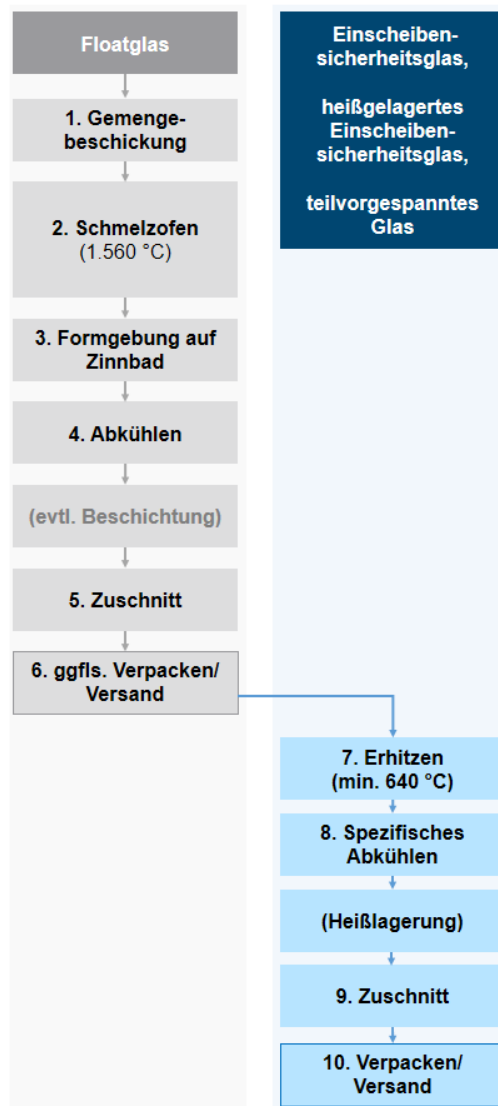 Floatglas
1. Gemenge-
beschickung
2. Schmelzofen
(1.560 °C)
3. Formgebung auf
Zinnbad
4. Abkühlen
(evtl. Beschichtung)
5. Zuschnitt
6. ggfls. Verpacken/
Versand
Einscheiben-
sicherheitsglas,
heißgelagertes
Einscheiben-
sicherheitsglas,
teilvorgespanntes
Glas
7. Erhitzen
(min. 640 °C)
8. Spezifisches
Abkühlen
(Heißlagerung)
9. Zuschnitt
10. Verpacken/
Versand